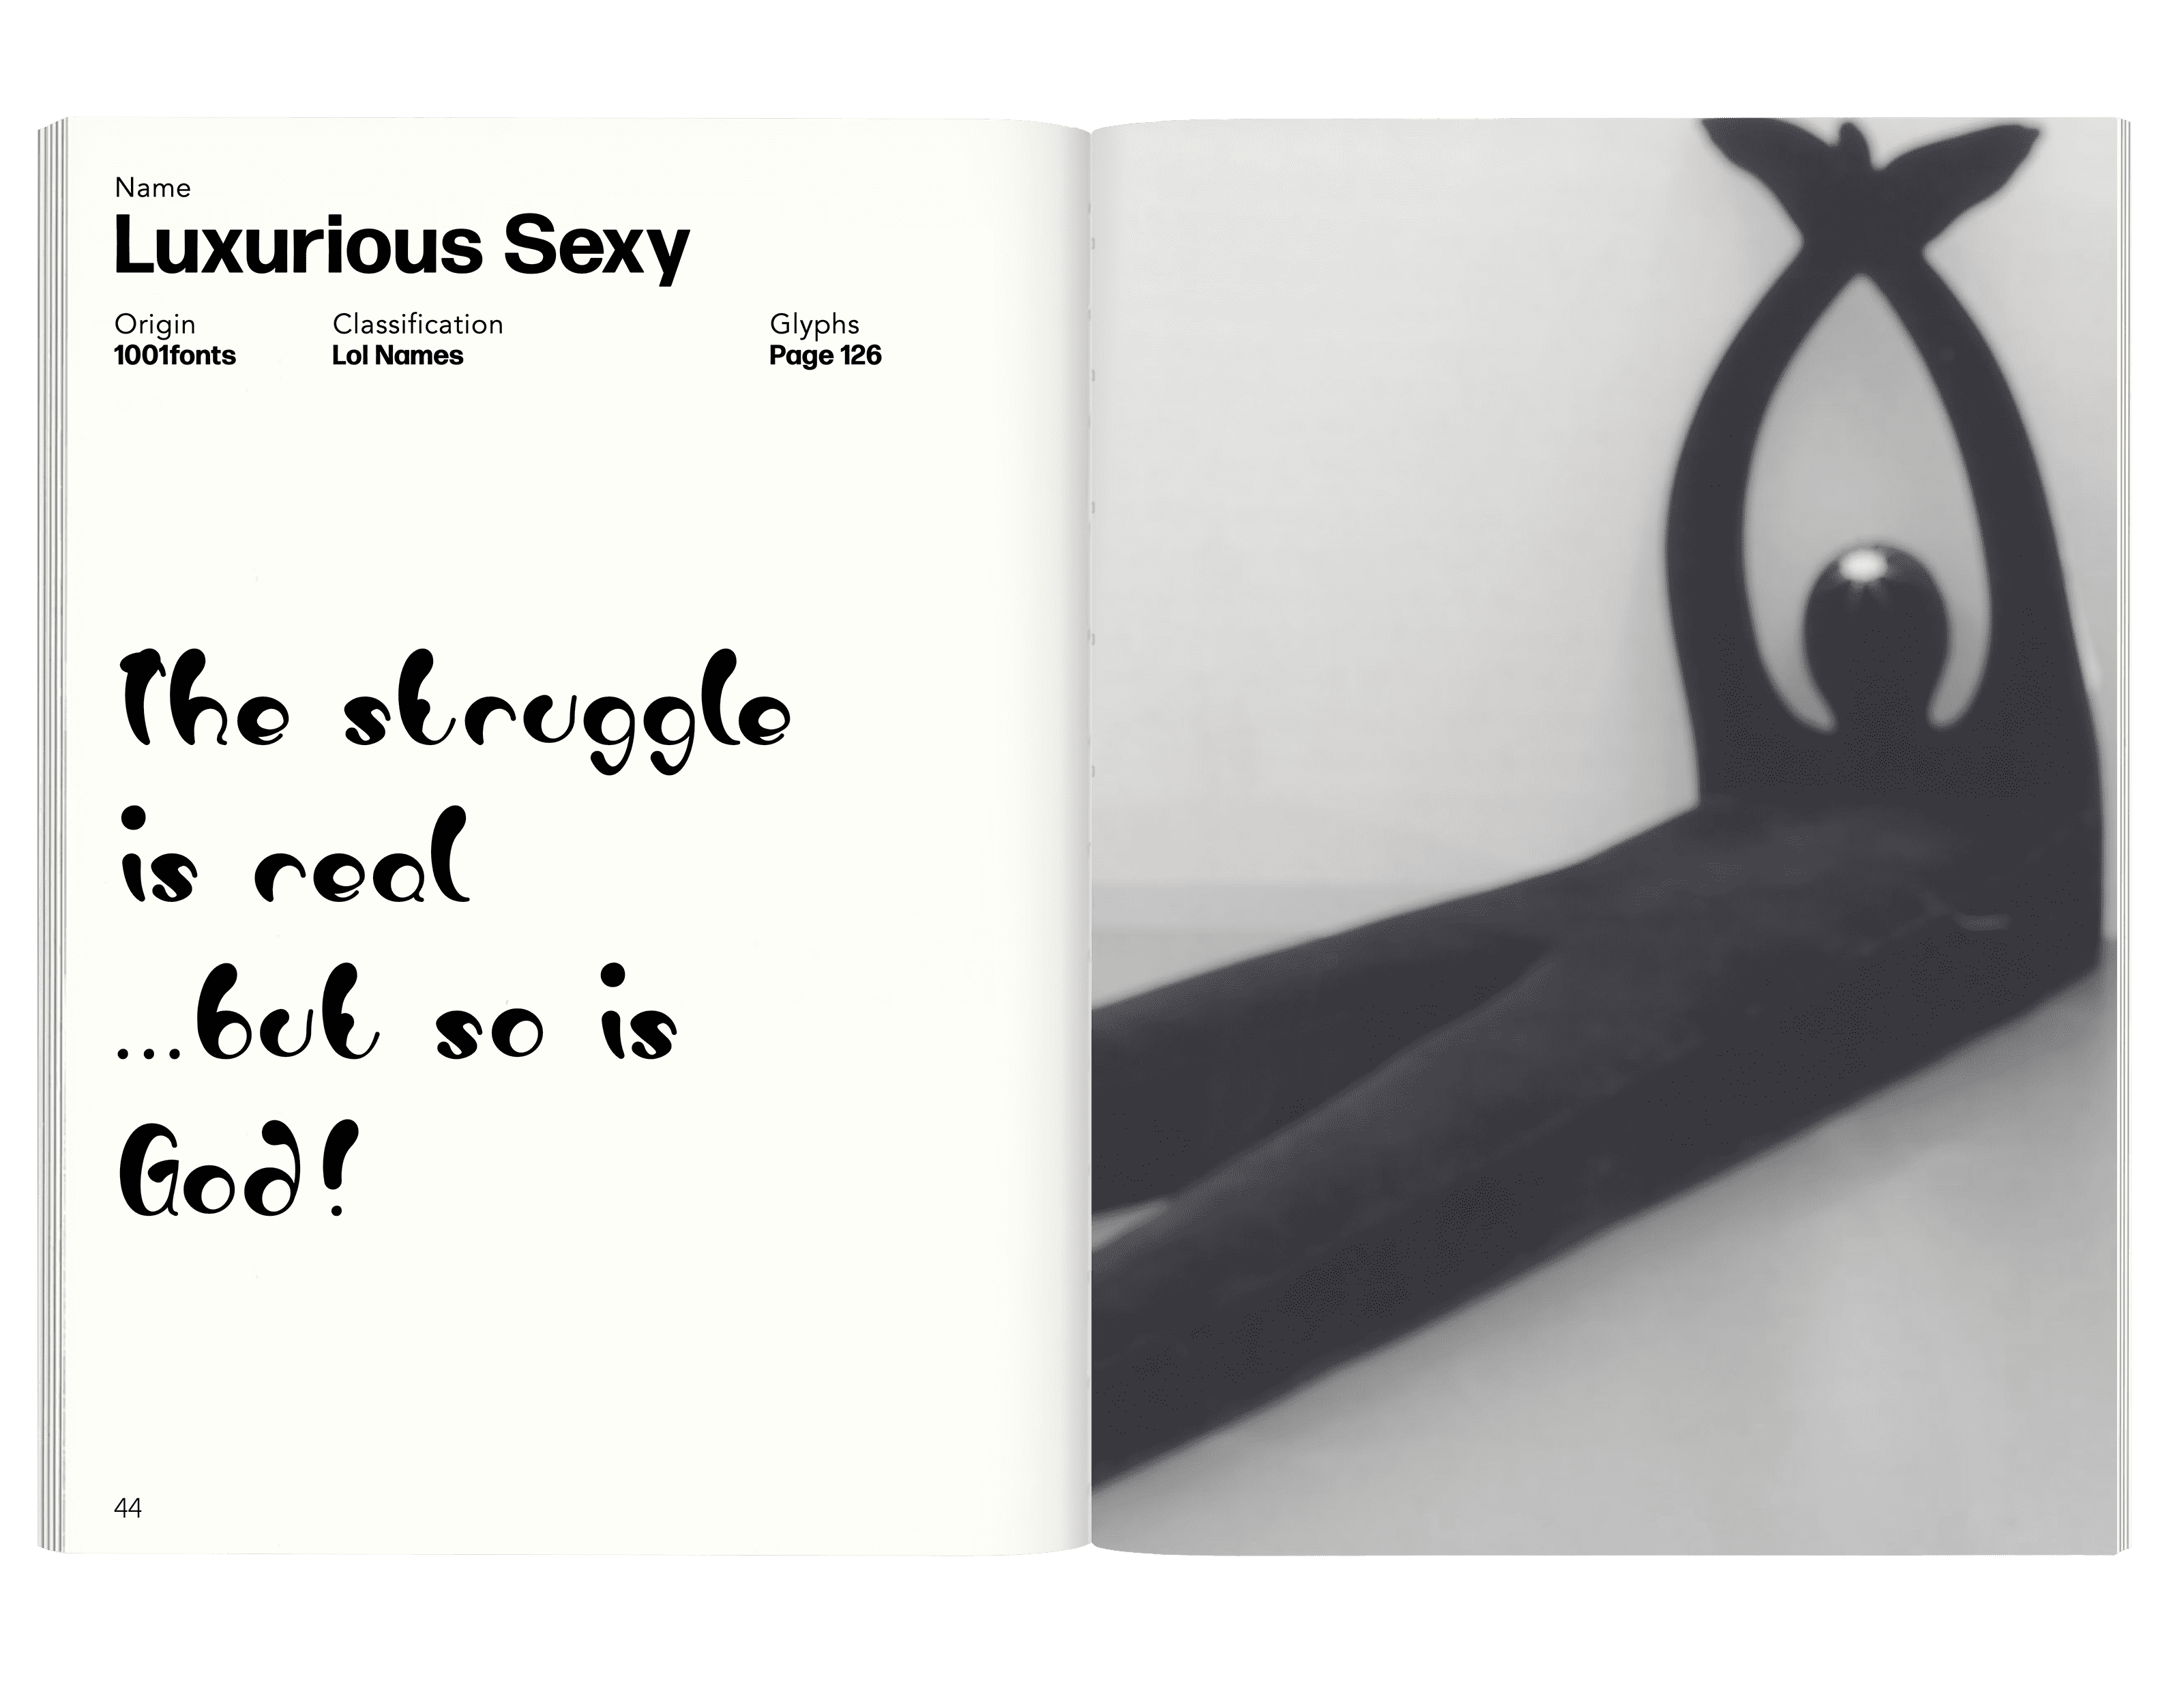 Name
Luxurious Sexy
Origin Classification Glyphs
1001fonts Lol Names Page 126
The struggle
is real
...but so is
God!
44